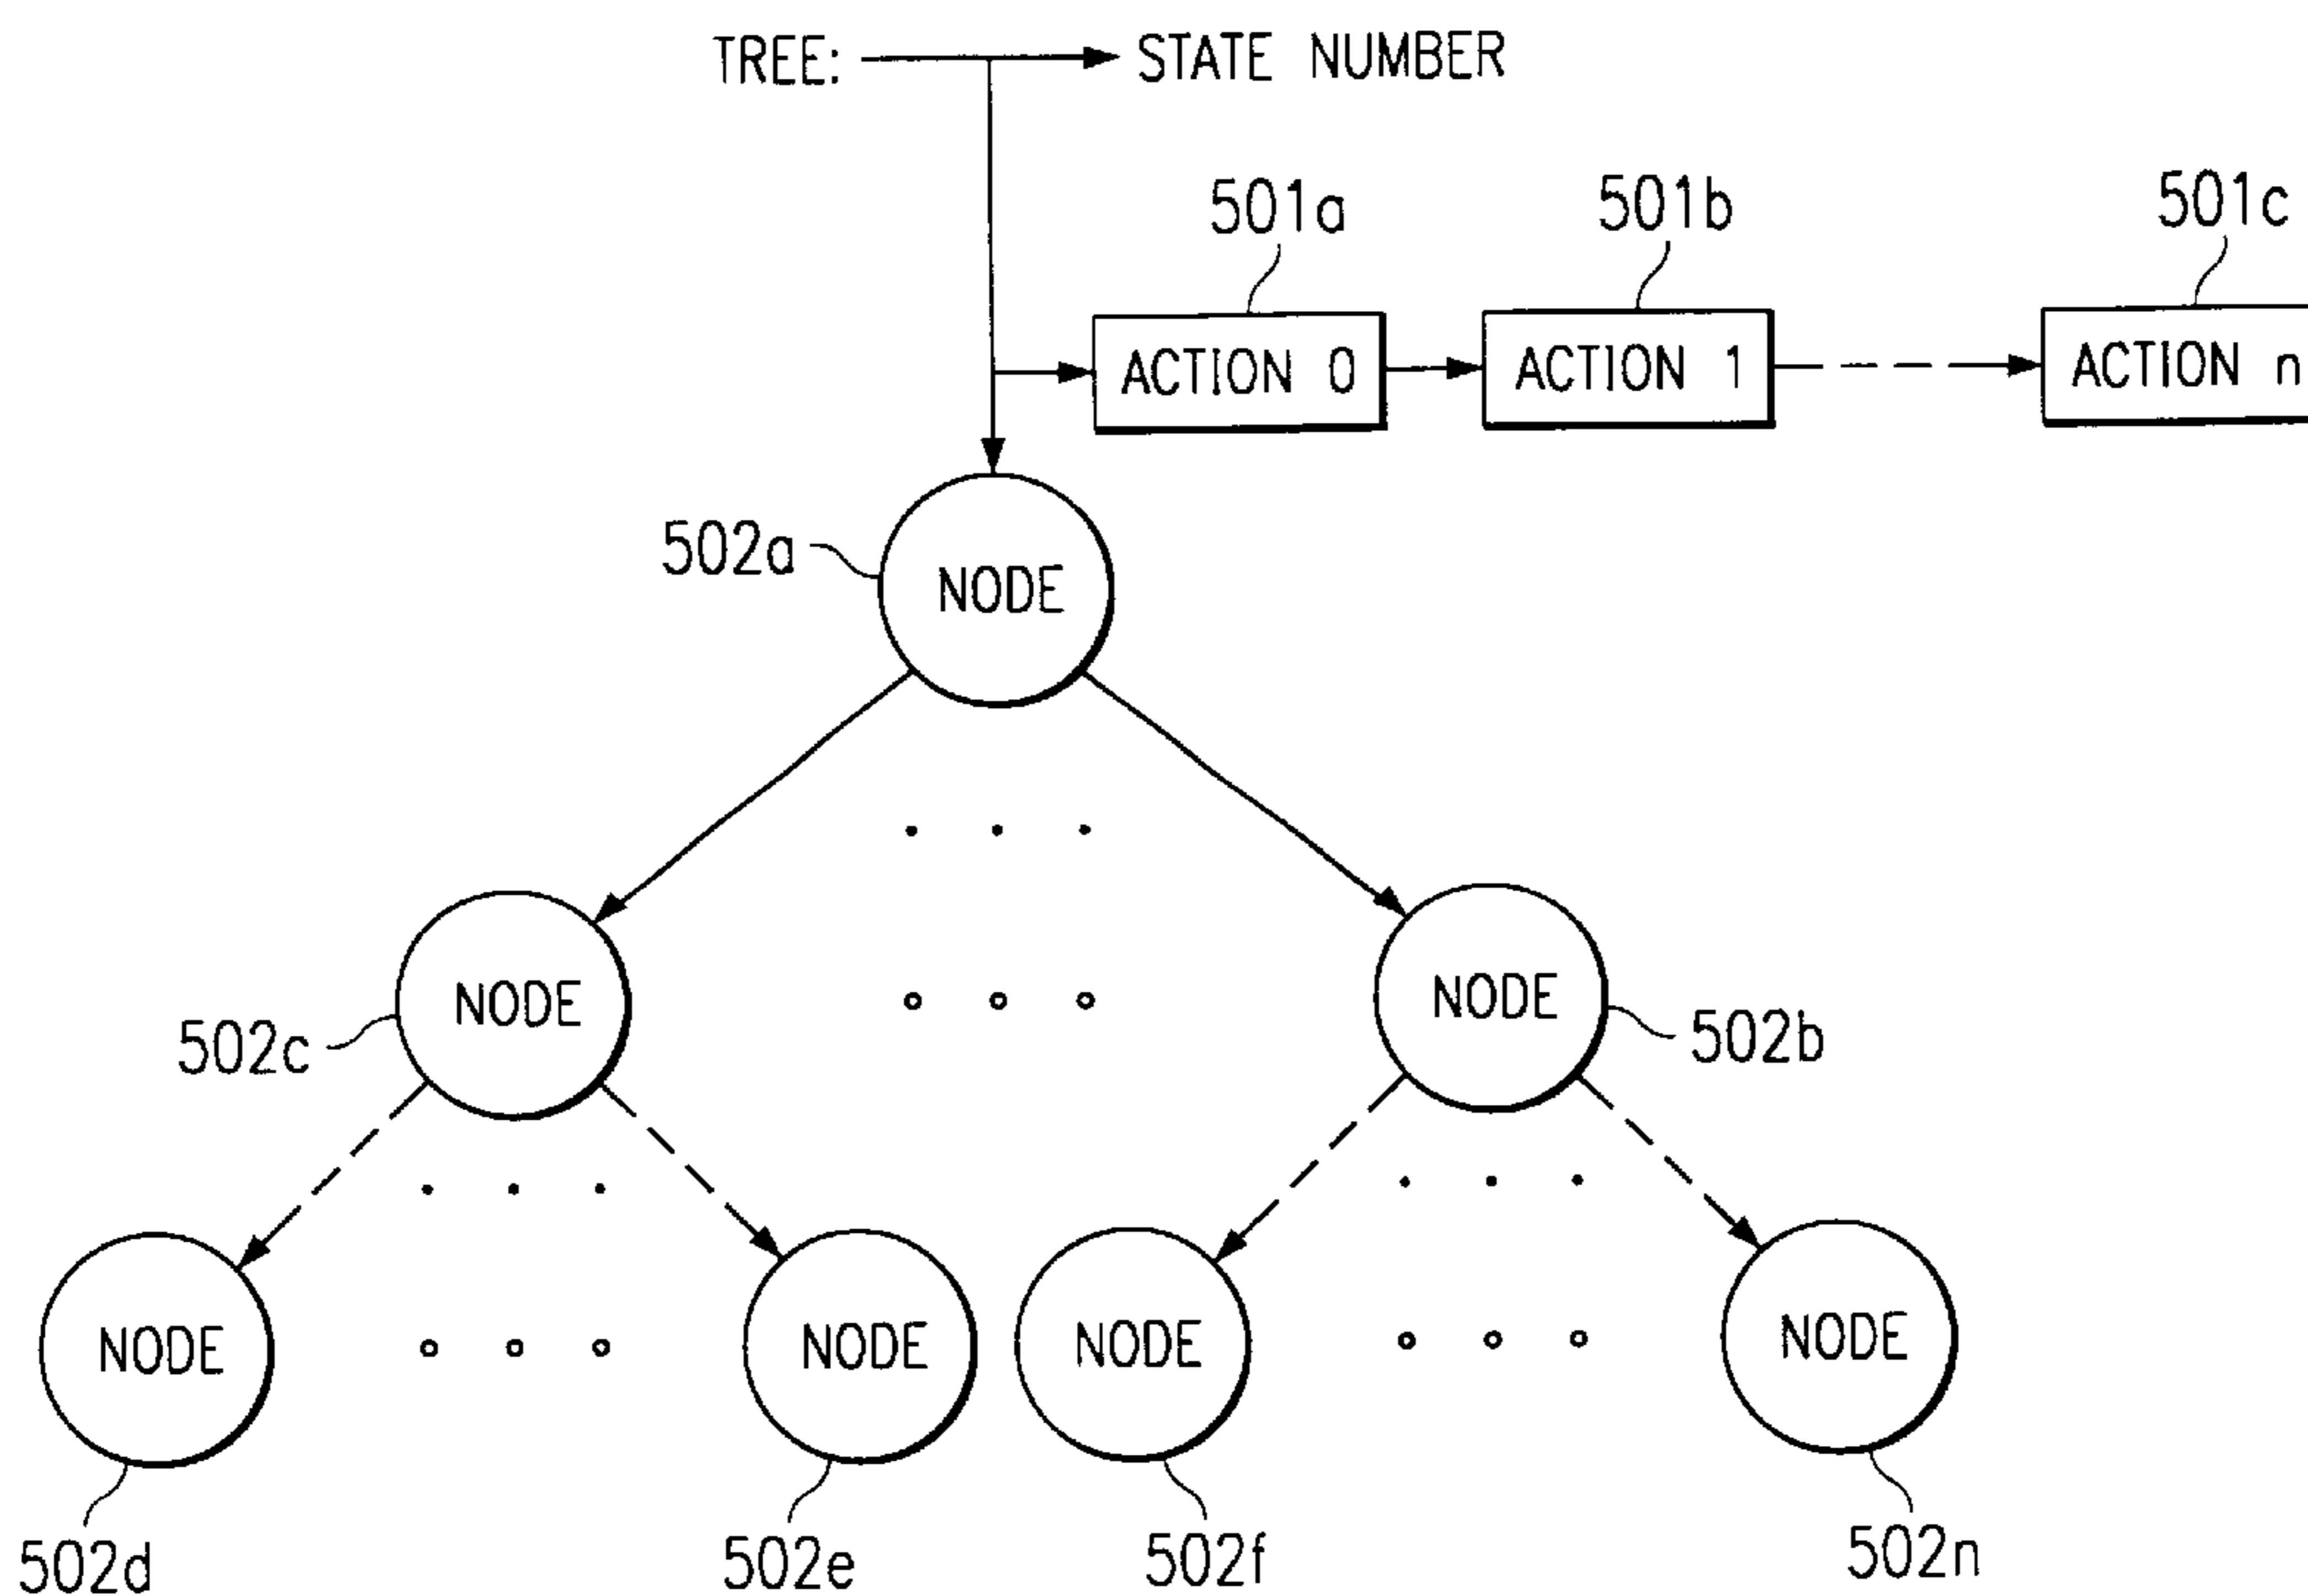 TREE: STATE NUMBER
501a 501b 501c
ACTION 0 ACTION 1 ACTION n
502a
NODE
NODE NODE
502c 502b
NODE NODE NODE NODE
502d 502e 502f 502n